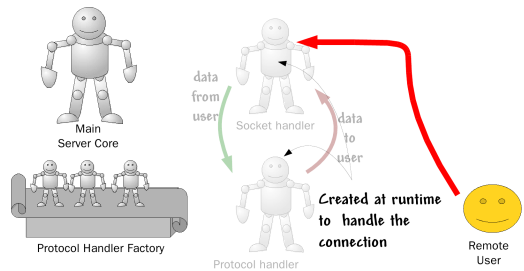 Main
Server Core
Protocol Handler Factory
data
from
user
Socket handler
data
to
user
Protocol handler
Created at runtime
to handle the
connection
Remote
User